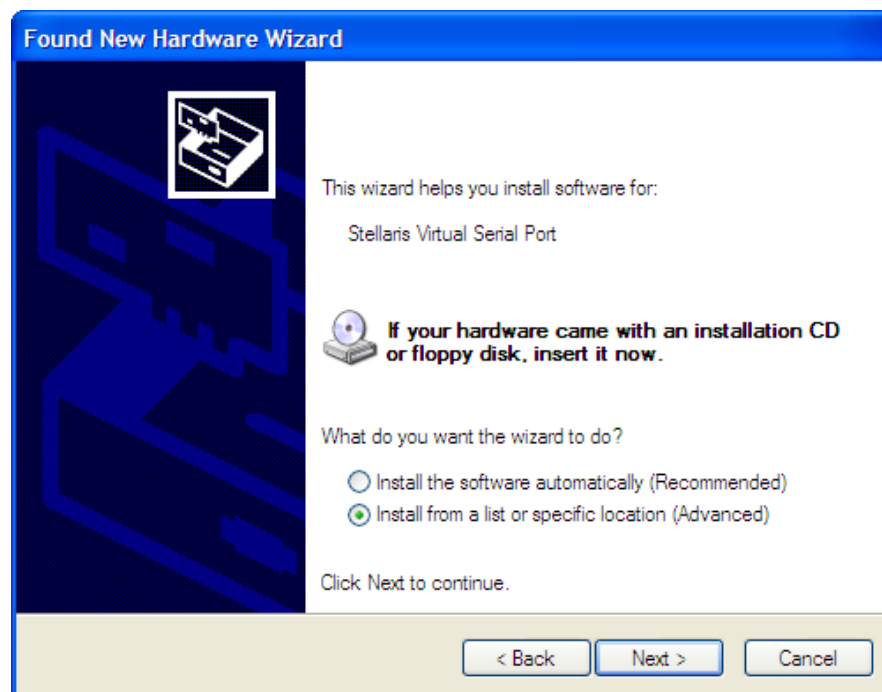 Found New Hardware Wizard
This wizard helps you install software for:
Stellaris Virtual Serial Port
If your hardware came with an installation CD
or floppy disk, insert it now.
What do you want the wizard to do?
Install the software automatically (Recommended)
Install from a list or specific location (Advanced)
Click Next to continue.
< Back Next > Cancel